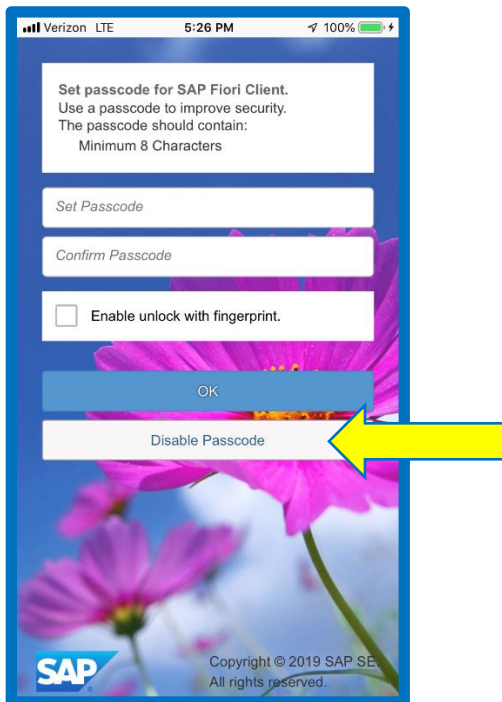 Verizon LTE 5:26 PM 100%
Set passcode for SAP Fiori Client.
Use a passcode to improve security.
The passcode should contain:
Minimum 8 Characters
Set Passcode
Confirm Passcode
Enable unlock with fingerprint.
OK
Disable Passcode
SAP
Copyright © 2019 SAP SE.
All rights reserved.